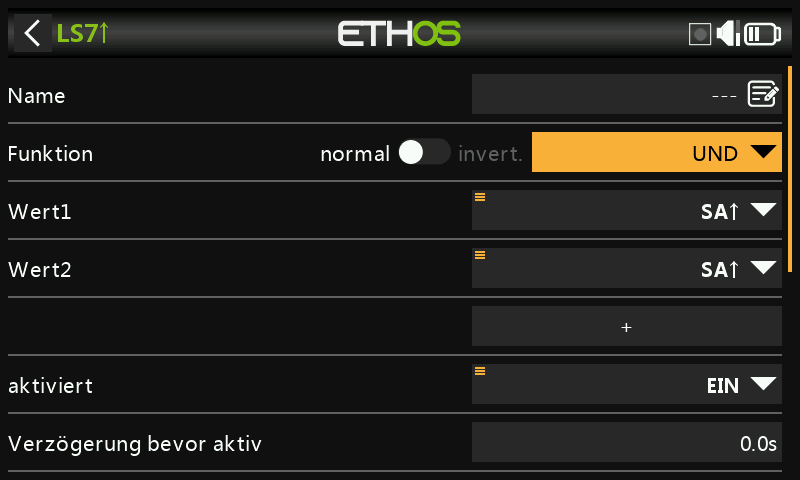 LS7↑ ETHOS
Name ---
Funktion normal invert. UND
Wert1 SA↑
Wert2 SA↑
+
aktiviert EIN
Verzögerung bevor aktiv 0.0s